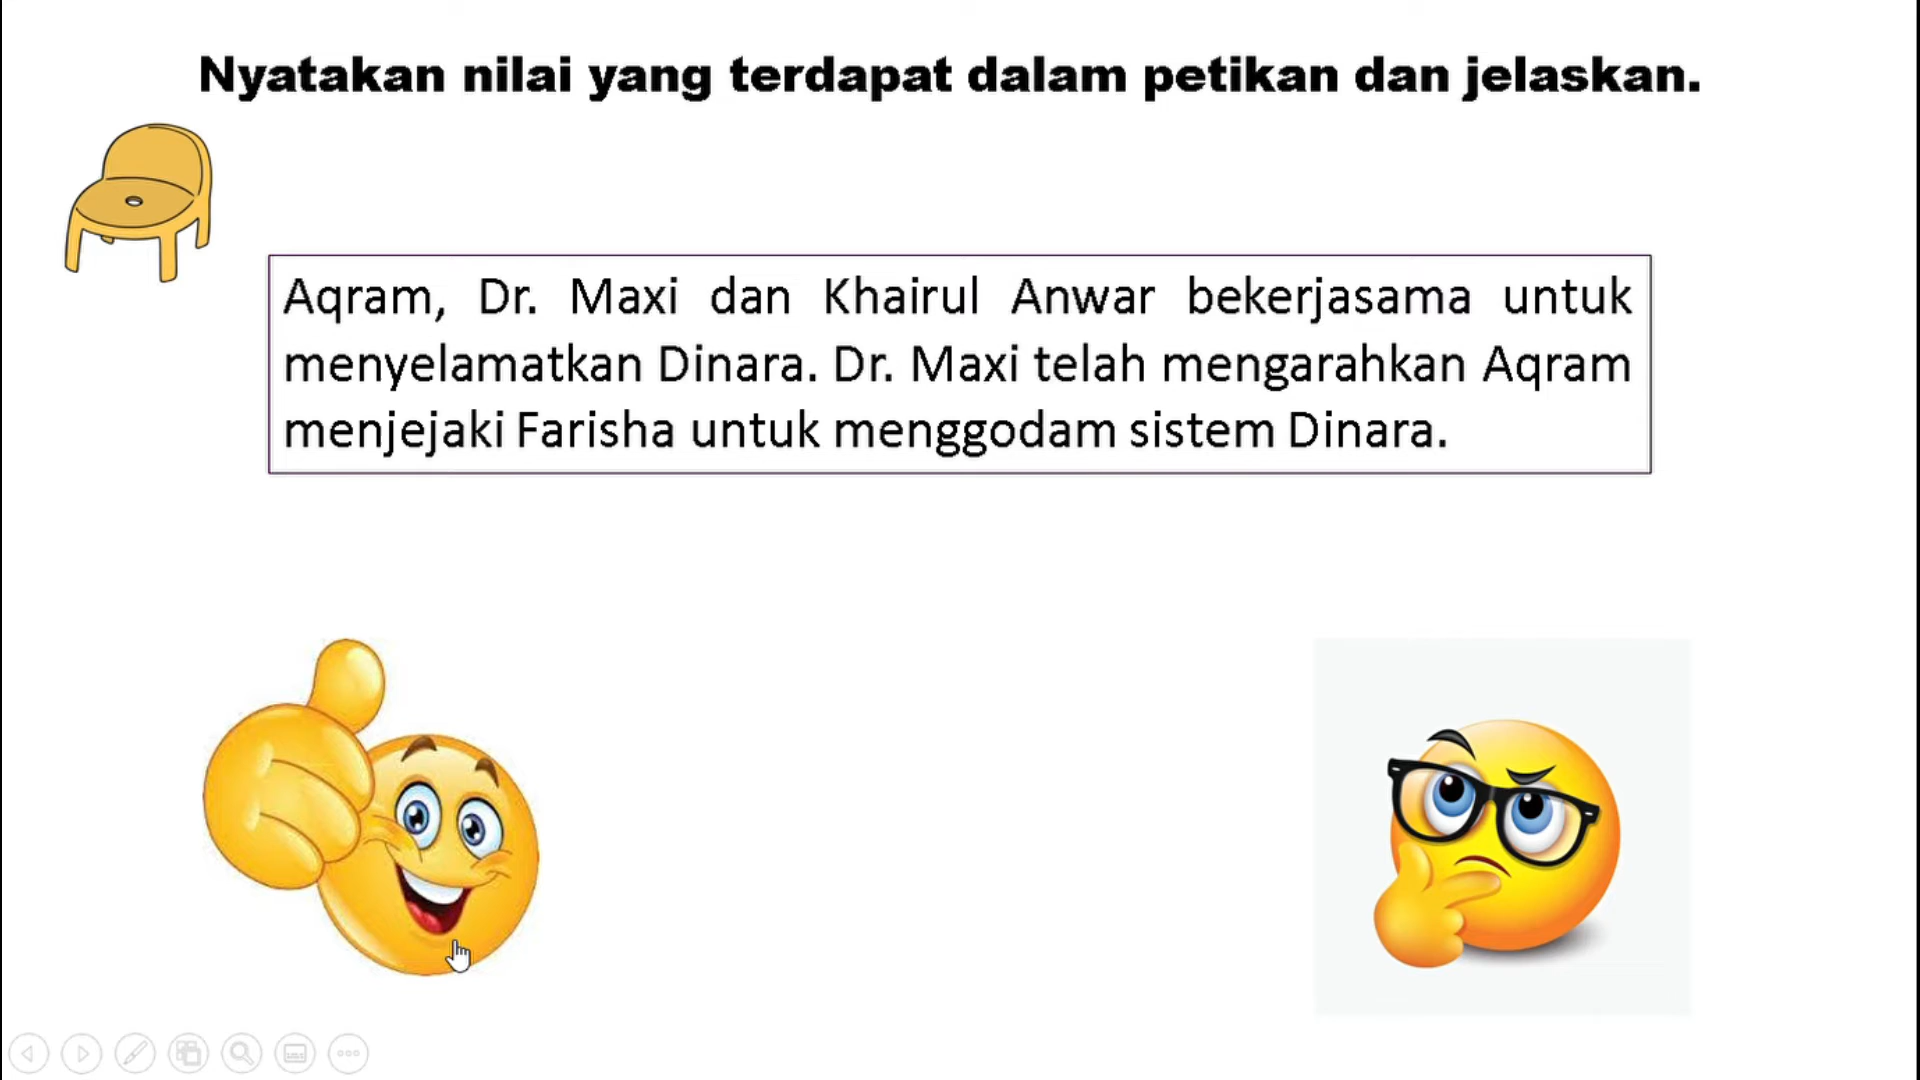 Nyatakan nilai yang terdapat dalam petikan dan jelaskan.
Aqram, Dr. Maxi dan Khairul Anwar bekerjasama untuk
menyelamatkan Dinara. Dr. Maxi telah mengarahkan Aqram
menjejaki Farisha untuk menggodam sistem Dinara.